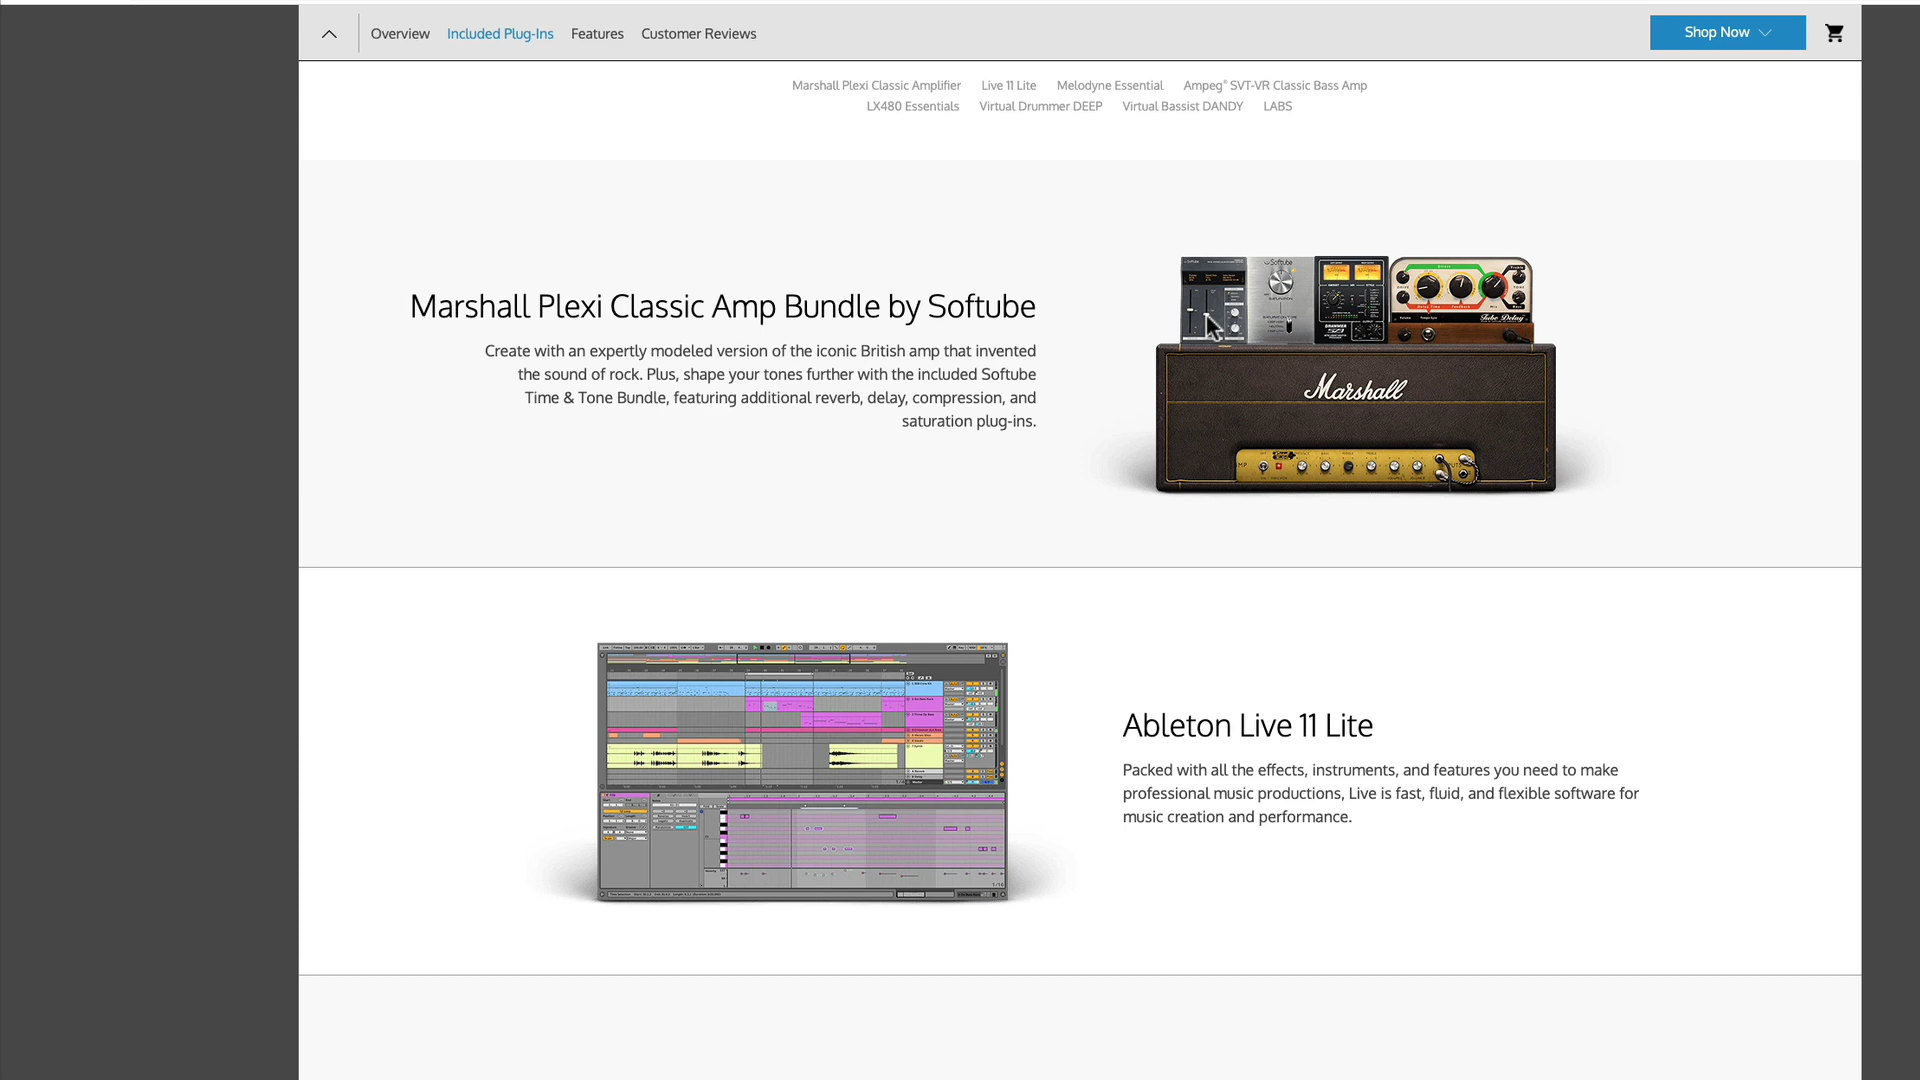 Overview Included Plug-Ins Features Customer Reviews Shop Now
Marshall Plexi Classic Amplifier Live 11 Lite Melodyne Essential Ampeg® SVT-VR Classic Bass Amp
LX480 Essentials Virtual Drummer DEEP Virtual Bassist DANDY LABS
Marshall Plexi Classic Amp Bundle by Softube
Create with an expertly modeled version of the iconic British amp that invented
the sound of rock. Plus, shape your tones further with the included Softube
Time & Tone Bundle, featuring additional reverb, delay, compression, and
saturation plug-ins.
Softube
Tube Delay
Marshall
Ableton Live 11 Lite
Packed with all the effects, instruments, and features you need to make
professional music productions, Live is fast, fluid, and flexible software for
music creation and performance.